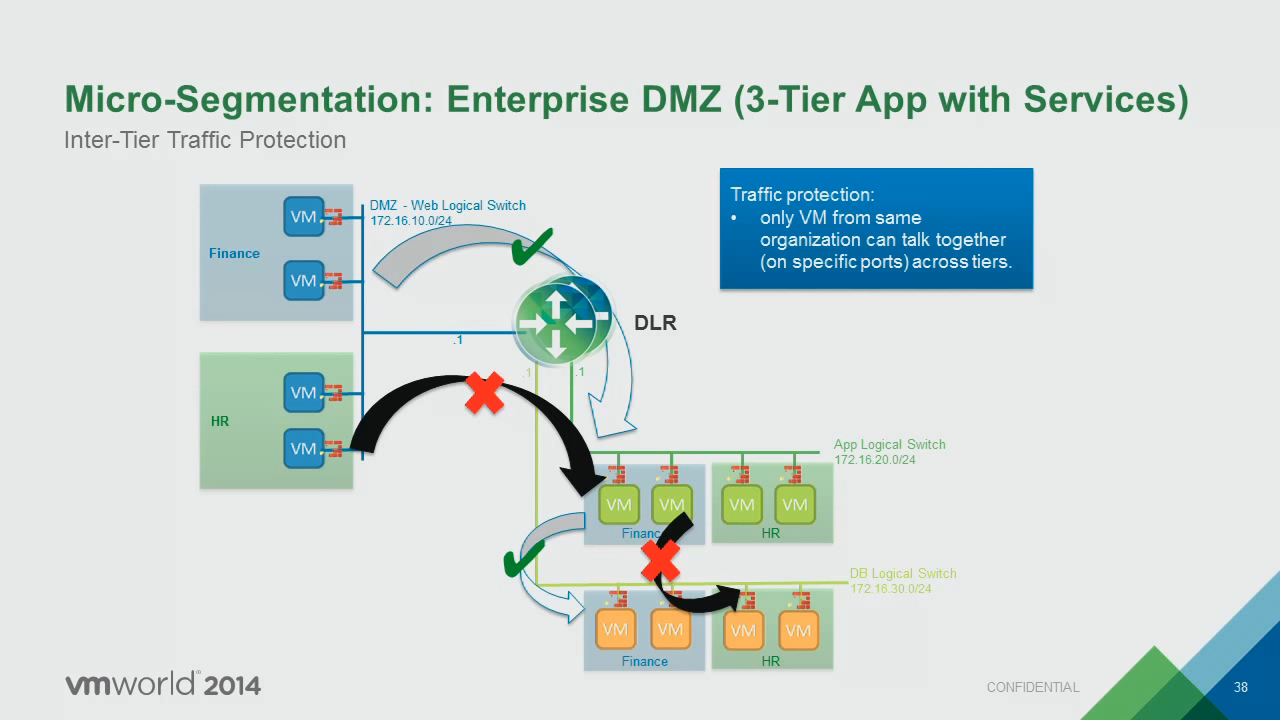 Micro-Segmentation: Enterprise DMZ (3-Tier App with Services)
Inter-Tier Traffic Protection
Traffic protection:
• only VM from same
organization can talk together
(on specific ports) across tiers.
DMZ - Web Logical Switch
172.16.10.0/24
VM
Finance
VM
DLR
.1
.1
.1
VM
HR
VM
App Logical Switch
172.16.20.0/24
VM VM VM VM
Finance HR
DB Logical Switch
172.16.30.0/24
VM VM VM VM
Finance HR
vmworld® 2014
CONFIDENTIAL
38